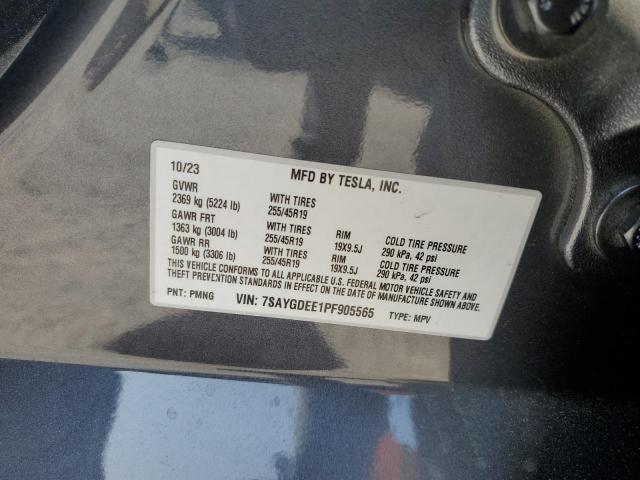 10/23 MFD BY TESLA, INC.
GVWR
2369 kg (5224 lb) WITH TIRES
GAWR FRT 255/45R19
1363 kg (3004 lb) WITH TIRES RIM COLD TIRE PRESSURE
GAWR RR 255/45R19 19X9.5J 290 kPa, 42 psi
1500 kg (3306 lb) WITH TIRES RIM COLD TIRE PRESSURE
255/45R19 19X9.5J 290 kPa, 42 psi
THIS VEHICLE CONFORMS TO ALL APPLICABLE U.S. FEDERAL MOTOR VEHICLE SAFETY AND
THEFT PREVENTION STANDARDS IN EFFECT ON THE DATE OF MANUFACTURE SHOWN ABOVE.
PNT: PMNG VIN: 7SAYGDEE1PF905565 TYPE: MPV